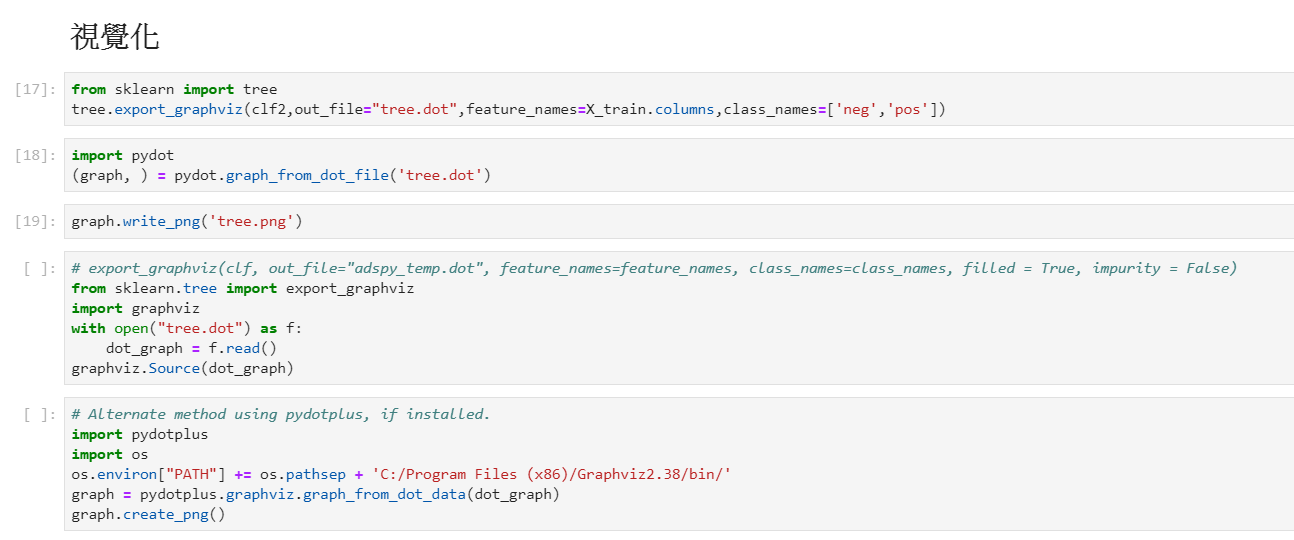 視覺化
[17]: from sklearn import tree
tree.export_graphviz(clf2,out_file="tree.dot",feature_names=X_train.columns,class_names=['neg','pos'])
[18]: import pydot
(graph, ) = pydot.graph_from_dot_file('tree.dot')
[19]: graph.write_png('tree.png')
[ ]: # export_graphviz(clf, out_file="adspy_temp.dot", feature_names=feature_names, class_names=class_names, filled = True, impurity = False)
from sklearn.tree import export_graphviz
import graphviz
with open("tree.dot") as f:
    dot_graph = f.read()
graphviz.Source(dot_graph)
[ ]: # Alternate method using pydotplus, if installed.
import pydotplus
import os
os.environ["PATH"] += os.pathsep + 'C:/Program Files (x86)/Graphviz2.38/bin/'
graph = pydotplus.graphviz.graph_from_dot_data(dot_graph)
graph.create_png()